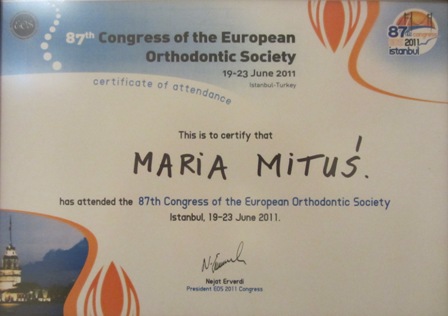 EOS
87th Congress of the European
Orthodontic Society
19-23 June 2011
Istanbul-Turkey
87th congress
EOS 2011
istanbul
certificate of attendance
This is to certify that
MARIA MITUŚ.
has attended the 87th Congress of the European Orthodontic Society
Istanbul, 19-23 June 2011.
Nejat Erverdi
President EOS 2011 Congress